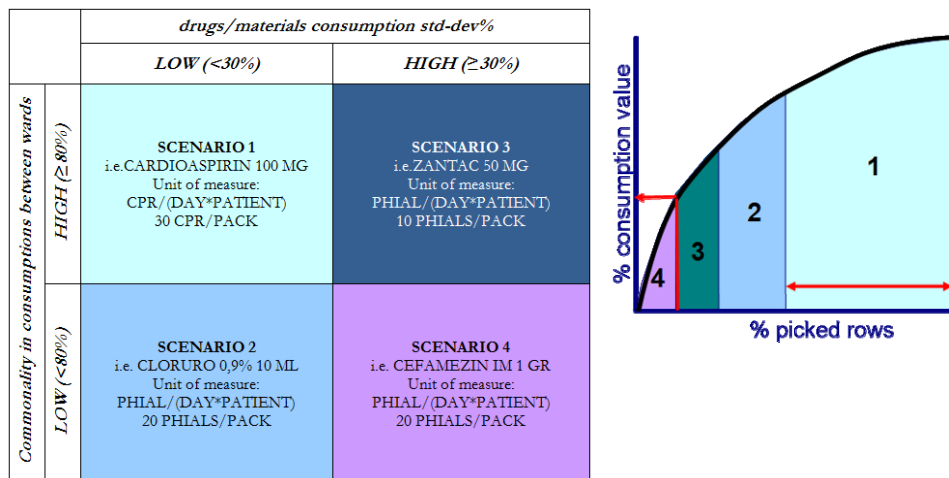 drugs/materials consumption std-dev%
LOW (<30%)
HIGH (≥30%)
Commonality in consumptions between wards
HIGH (≥80%)
SCENARIO 1
i.e.CARDIOASPIRIN 100 MG
Unit of measure:
CPR/(DAY*PATIENT)
30 CPR/PACK
SCENARIO 3
i.e.ZANTAC 50 MG
Unit of measure:
PHIAL/(DAY*PATIENT)
10 PHIALS/PACK
LOW (<80%)
SCENARIO 2
i.e. CLORURO 0,9% 10 ML
Unit of measure:
PHIAL/(DAY*PATIENT)
20 PHIALS/PACK
SCENARIO 4
i.e. CEFAMEZIN IM 1 GR
Unit of measure:
PHIAL/(DAY*PATIENT)
20 PHIALS/PACK
% consumption value
4
3
2
1
% picked rows